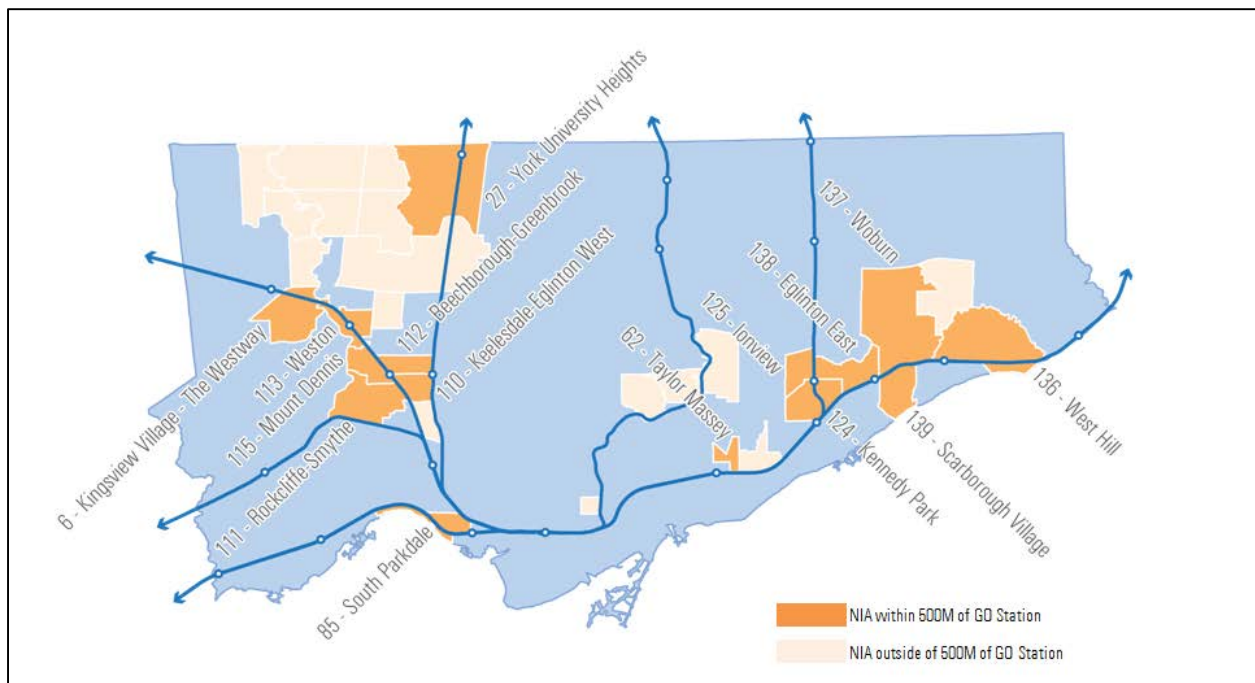 27 - York University Heights
112 - Beechborough-Greenbrook
110 - Keelesdale-Eglinton West
6 - Kingsview Village - The Westway
113 - Weston
115 - Mount Dennis
111 - Rockcliffe-Smythe
85 - South Parkdale
62 - Taylor Massey
125 - Ionview
138 - Eglinton East
137 - Woburn
124 - Kennedy Park
139 - Scarborough Village
136 - West Hill
NIA within 500M of GO Station
NIA outside of 500M of GO Station